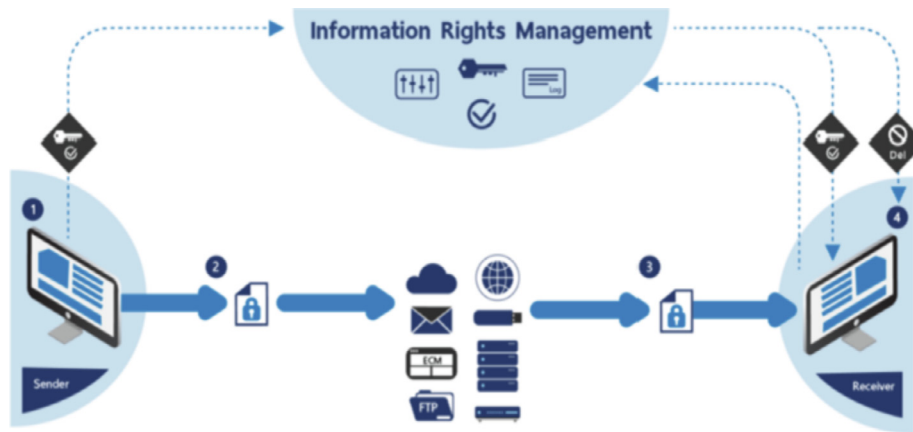 Information Rights Management
Log
Del
1
4
2
3
ECM
FTP
Sender
Receiver